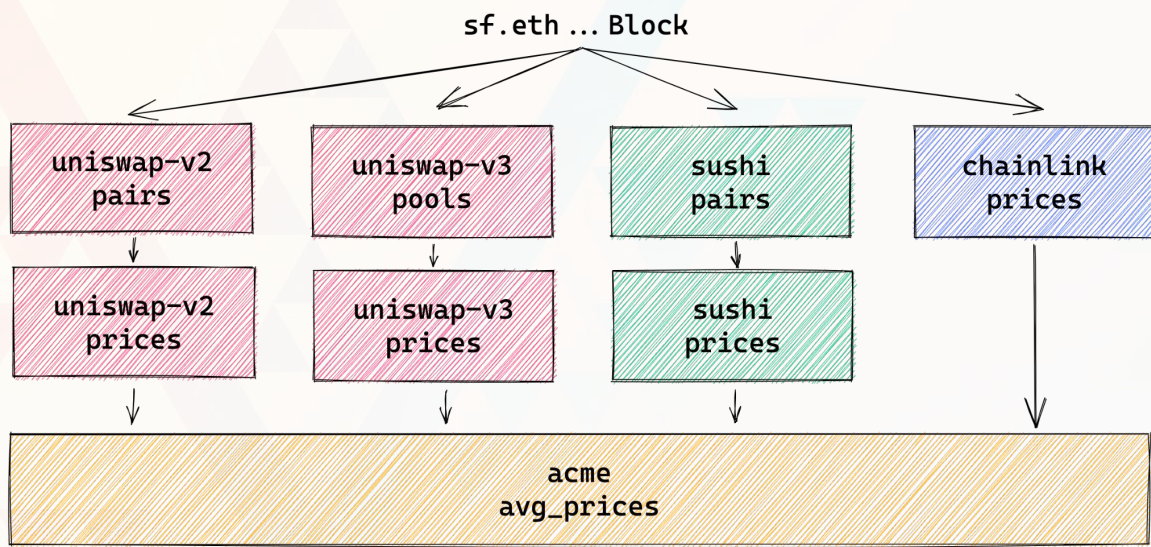 sf.eth ... Block
uniswap-v2
pairs
uniswap-v3
pools
sushi
pairs
chainlink
prices
uniswap-v2
prices
uniswap-v3
prices
sushi
prices
acme
avg_prices